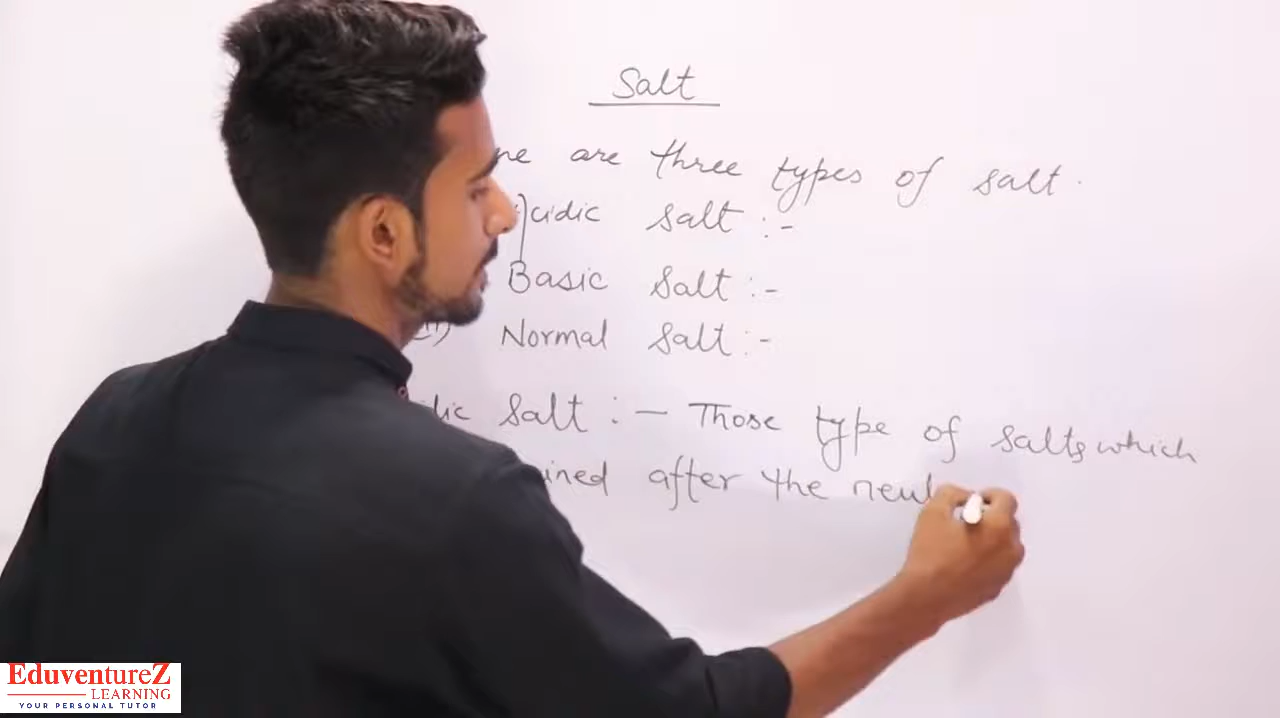 Salt
are three types of salt.
cidic salt :-
Basic salt :-
Normal salt :-
salt :- Those type of salts which
after the neut
EduventureZ
LEARNING
YOUR PERSONAL TUTOR